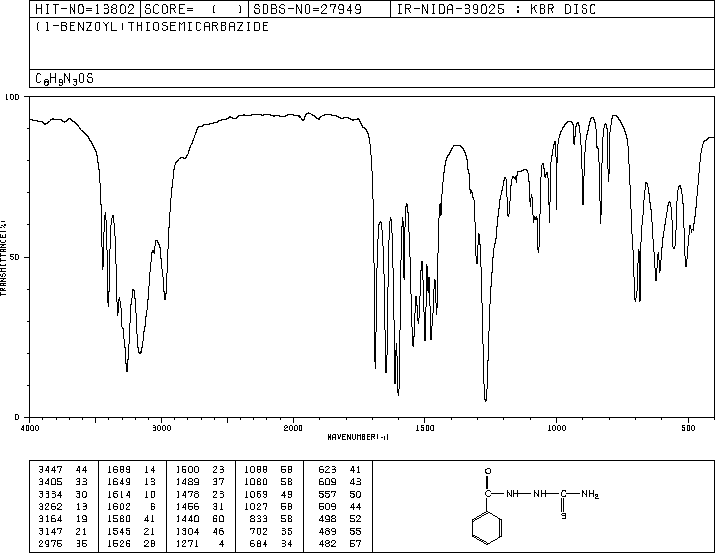 HIT-NO=13802 SCORE= ( ) SDBS-NO=27949 IR-NIDA-39025 : KBR DISC
(1-BENZOYL)THIOSEMICARBAZIDE
C8H9N3OS
100
50
0
TRANSMITTANCE(%)
4000 3000 2000 1500 1000 500
WAVENUMBER(-1)
3447 44 1689 14 1500 23 1088 58 623 41
3405 33 1649 13 1489 37 1080 58 609 43
3334 30 1614 10 1478 23 1069 49 557 50
3262 13 1602 6 1456 31 1027 58 509 44
3164 19 1580 41 1440 60 833 58 498 52
3147 21 1545 21 1304 46 702 35 489 55
2975 35 1526 28 1271 4 684 34 482 57
O
C NH NH C NH2
S